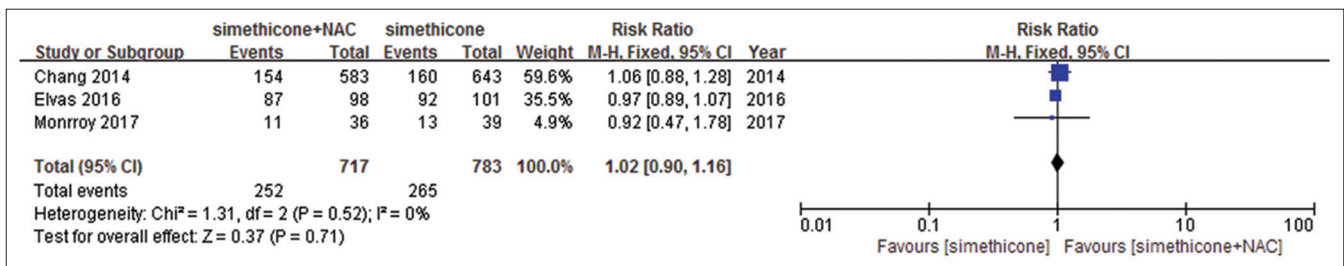 simethicone+NAC simethicone Risk Ratio Risk Ratio
Study or Subgroup Events Total Events Total Weight M-H, Fixed, 95% CI Year M-H, Fixed, 95% CI
Chang 2014 154 583 160 643 59.6% 1.06 [0.88, 1.28] 2014
Elvas 2016 87 98 92 101 35.5% 0.97 [0.89, 1.07] 2016
Monrroy 2017 11 36 13 39 4.9% 0.92 [0.47, 1.78] 2017
Total (95% CI) 717 783 100.0% 1.02 [0.90, 1.16]
Total events 252 265
Heterogeneity: Chi² = 1.31, df = 2 (P = 0.52); I² = 0%
Test for overall effect: Z = 0.37 (P = 0.71)
0.01 0.1 1 10 100
Favours [simethicone] Favours [simethicone+NAC]